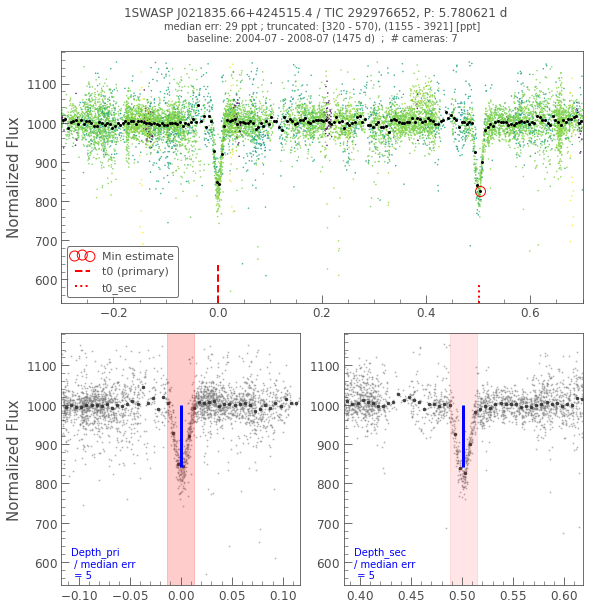 1SWASP J021835.66+424515.4 / TIC 292976652, P: 5.780621 d
median err: 29 ppt ; truncated: [320 - 570), (1155 - 3921] [ppt]
baseline: 2004-07 - 2008-07 (1475 d)  ;  # cameras: 7
Normalized Flux
1100
1000
900
800
700
600
Min estimate
t0 (primary)
t0_sec
−0.2
0.0
0.2
0.4
0.6
Normalized Flux
1100
1000
900
800
700
600
Depth_pri
/ median err
= 5
−0.10
−0.05
0.00
0.05
0.10
1100
1000
900
800
700
600
Depth_sec
/ median err
= 5
0.40
0.45
0.50
0.55
0.60